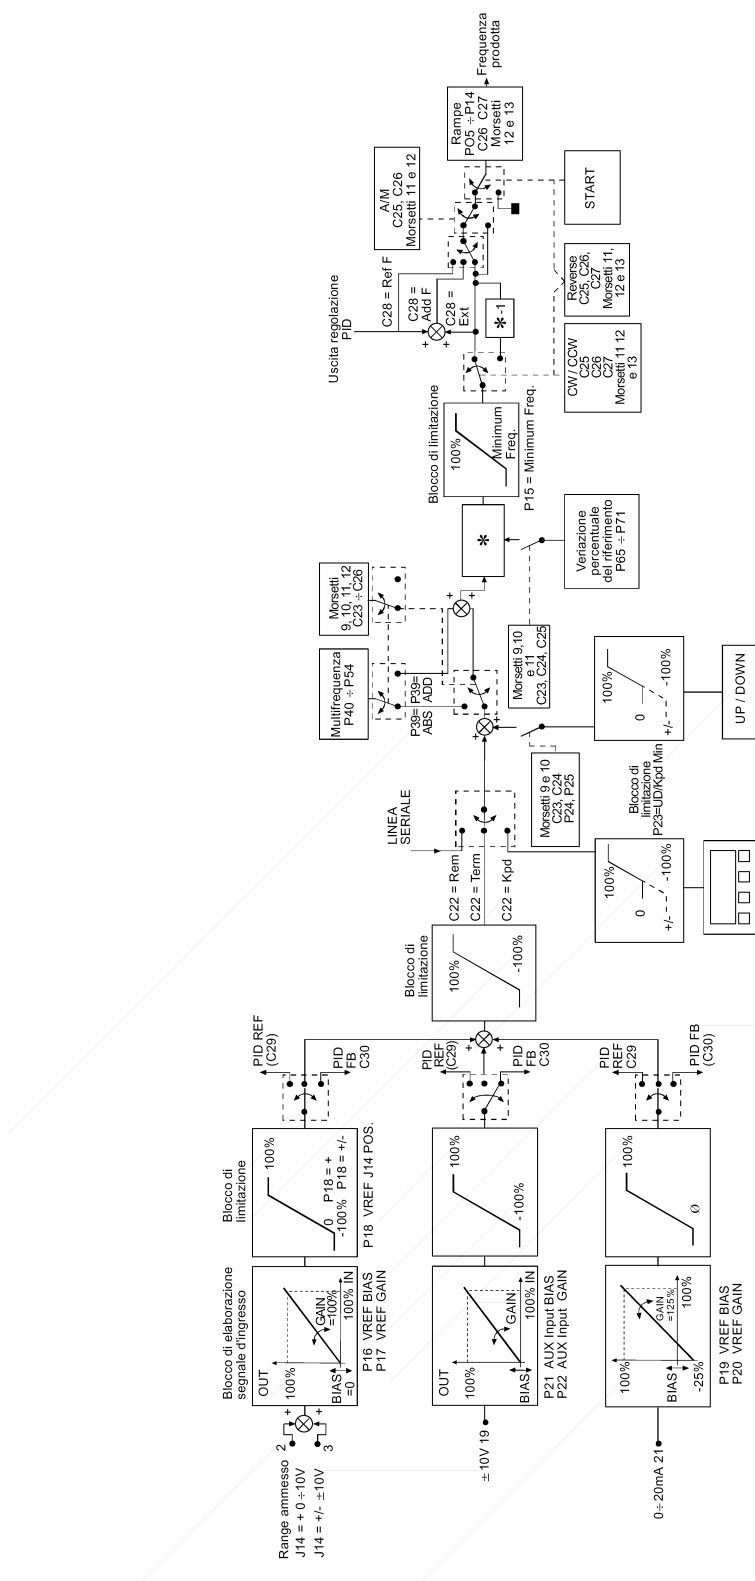 Range ammesso
J14 = + 0 ÷10V
J14 = +/- ±10V
2
3
+
+
Blocco di elaborazione
segnale d'ingresso
OUT
100%
GAIN
=100%
BIAS
=0
100% IN
P16 VREF BIAS
P17 VREF GAIN
Blocco di
limitazione
100%
0 P18 = +
-100% P18 = +/-
P18 VREF J14 POS.
PID REF
(C29)
PID
FB
C30
± 10V 19
OUT
100%
GAIN
BIAS
100% IN
P21 AUX Input BIAS
P22 AUX Input GAIN
100%
-100%
PID
REF
(C29)
PID
FB
C30
0÷20mA 21
100%
GAIN
=125%
BIAS
-25%
100%
P19 VREF BIAS
P20 VREF GAIN
100%
Ø
PID
REF
C29
PID FB
(C30)
+
+
Blocco di
limitazione
100%
-100%
LINEA
SERIALE
C22 = Rem
C22 = Term
C22 = Kpd
100%
0
+/-
-100%
Blocco di
limitazione
P23=UD/Kpd Min
100%
0
+/-
-100%
UP / DOWN
Morsetti 9 e 10
C23, C24
P24, P25
+
+
Multifrequenza
P40 ÷ P54
Morsetti
9, 10, 11, 12
C23 ÷C26
P39=
ABS
P39=
ADD
+
+
Morsetti 9,10
e 11
C23, C24, C25
*
Veriazione
percentuale
del riferimento
P65 ÷ P71
Blocco di limitazione
100%
Minimum
Freq.
P15 = Minimum Freq.
Uscita regolazione
PID
C28 = Ref F
C28 =
Add F
C28 =
Ext
+
+
*-1
CW / CCW
C25
C26
C27
Morsetti 11 12
e 13
Reverse
C25, C26,
C27
Morsetti 11,
12 e 13
START
A/M
C25, C26
Morsetti 11 e 12
Rampe
PO5 ÷ P14
C26 C27
Morsetti
12 e 13
Frequenza
prodotta